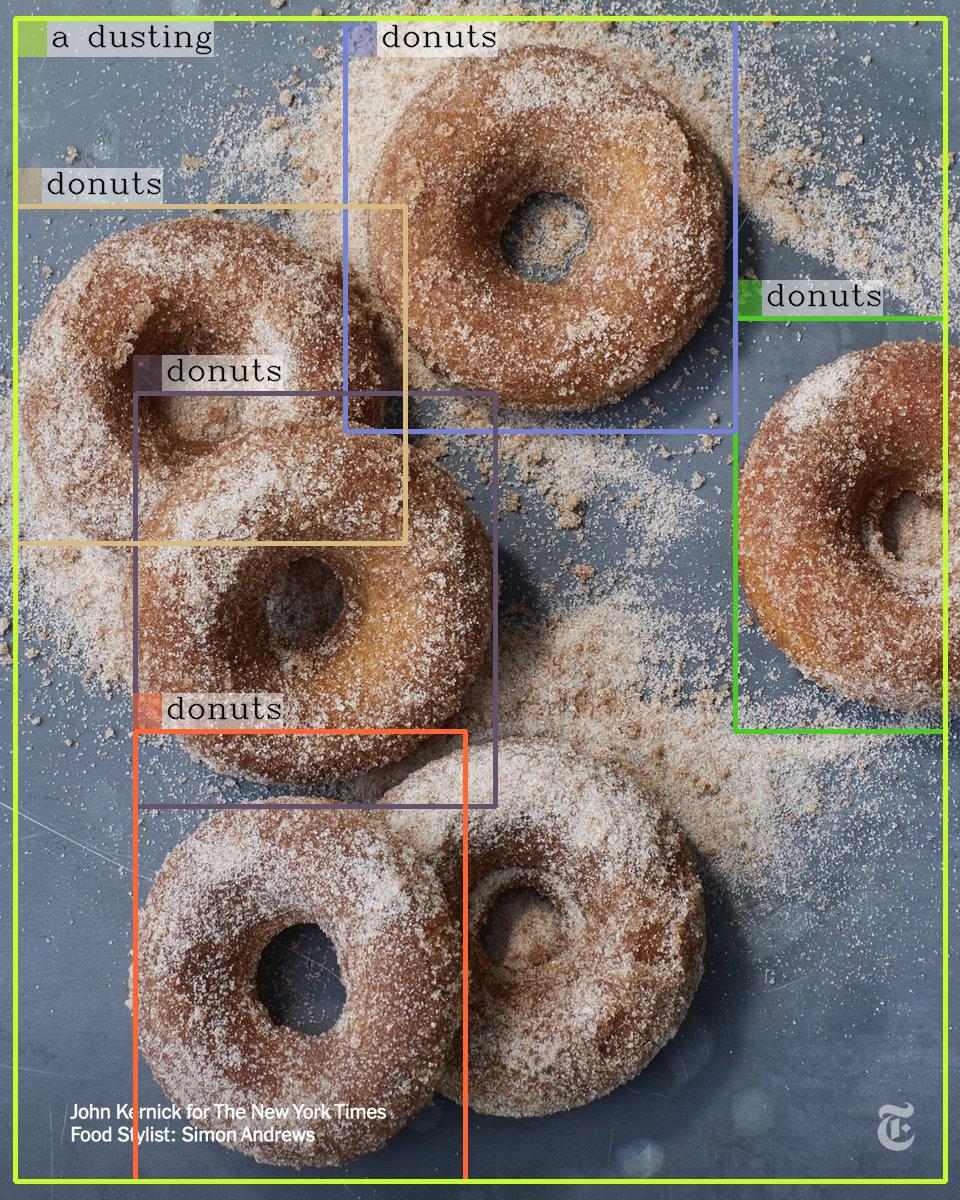 a dusting
donuts
donuts
donuts
donuts
donuts
John Kernick for The New York Times
Food Stylist: Simon Andrews
T